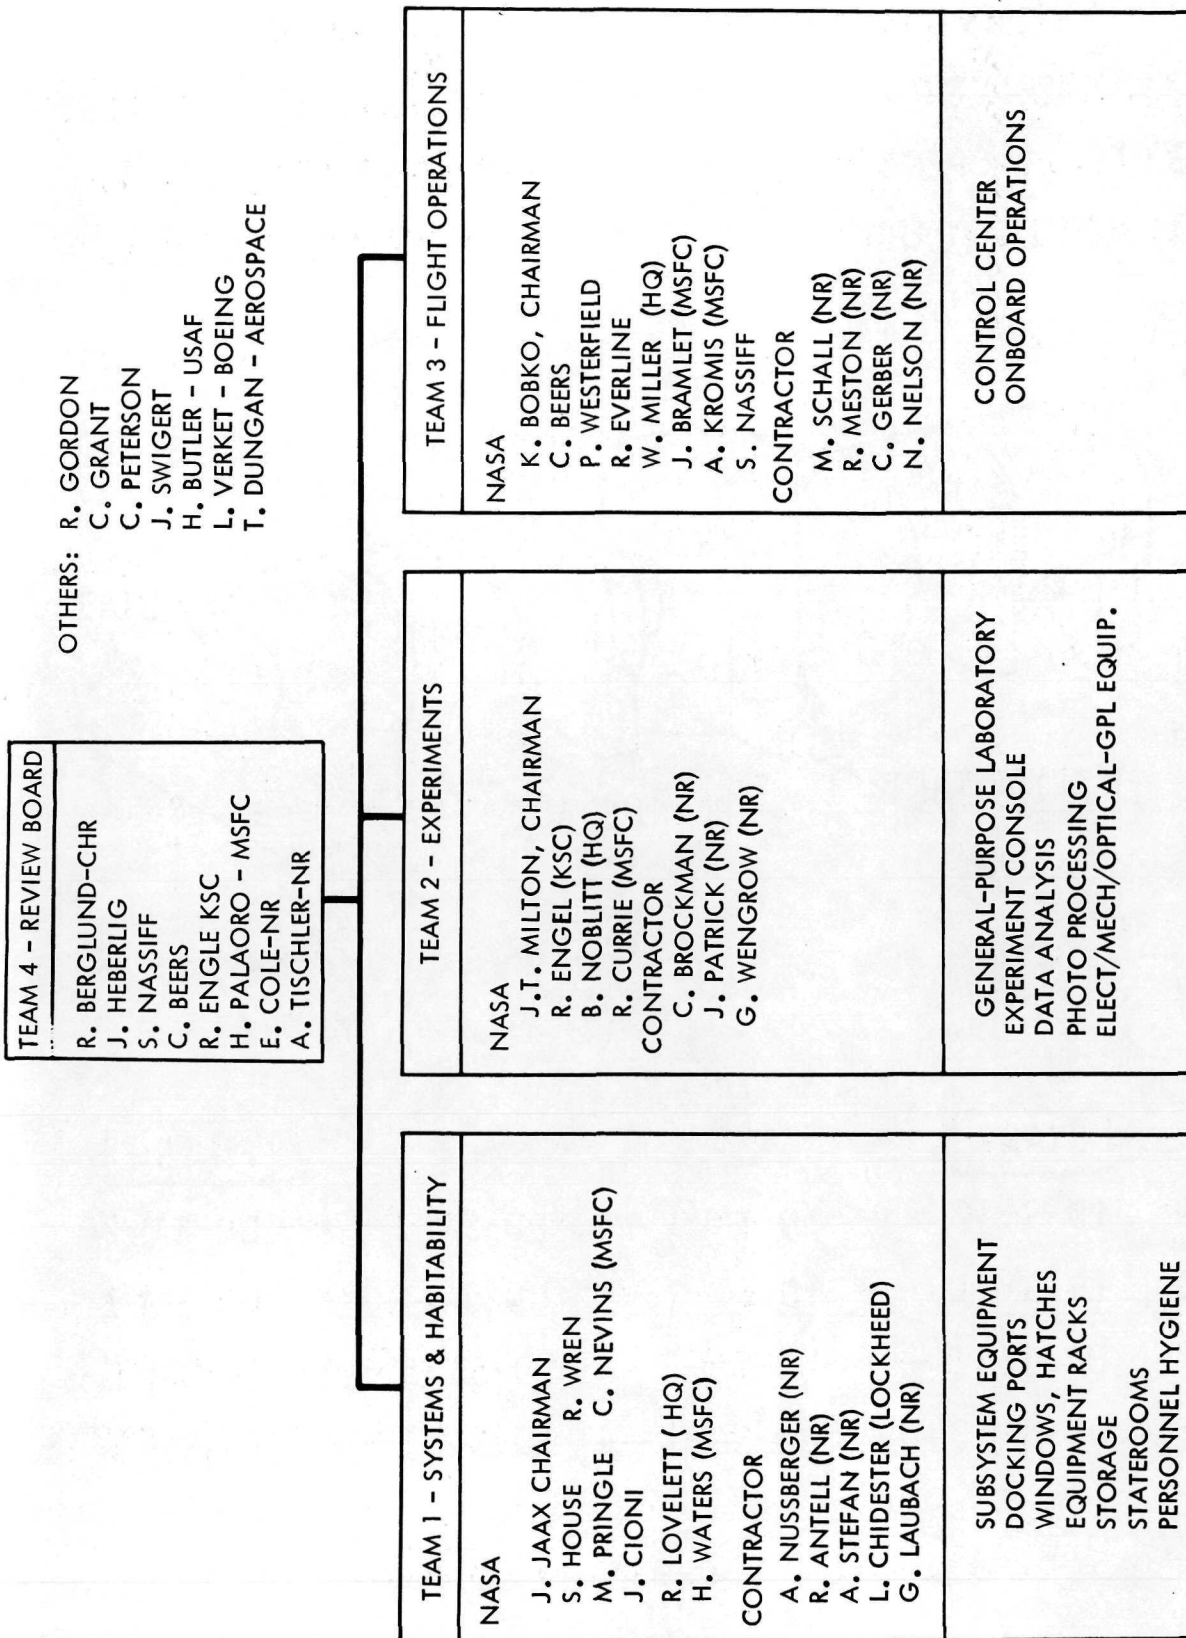 TEAM 4 - REVIEW BOARD
R. BERGLUND-CHR
J. HEBERLIG
S. NASSIFF
C. BEERS
R. ENGLE KSC
H. PALAORO - MSFC
E. COLE-NR
A. TISCHLER-NR
OTHERS: R. GORDON
C. GRANT
C. PETERSON
J. SWIGERT
H. BUTLER - USAF
L. VERKET - BOEING
T. DUNGAN - AEROSPACE
TEAM 1 - SYSTEMS & HABITABILITY
NASA
J. JAAX CHAIRMAN
S. HOUSE R. WREN
M. PRINGLE C. NEVINS (MSFC)
J. CIONI
R. LOVELETT ( HQ)
H. WATERS (MSFC)
CONTRACTOR
A. NUSSBERGER (NR)
R. ANTELL (NR)
A. STEFAN (NR)
L. CHIDESTER (LOCKHEED)
G. LAUBACH (NR)
SUBSYSTEM EQUIPMENT
DOCKING PORTS
WINDOWS, HATCHES
EQUIPMENT RACKS
STORAGE
STATEROOMS
PERSONNEL HYGIENE
TEAM 2 - EXPERIMENTS
NASA
J.T. MILTON, CHAIRMAN
R. ENGEL (KSC)
B. NOBLITT (HQ)
R. CURRIE (MSFC)
CONTRACTOR
C. BROCKMAN (NR)
J. PATRICK (NR)
G. WENGROW (NR)
GENERAL-PURPOSE LABORATORY
EXPERIMENT CONSOLE
DATA ANALYSIS
PHOTO PROCESSING
ELECT/MECH/OPTICAL-GPL EQUIP.
TEAM 3 - FLIGHT OPERATIONS
NASA
K. BOBKO, CHAIRMAN
C. BEERS
P. WESTERFIELD
R. EVERLINE
W. MILLER (HQ)
J. BRAMLET (MSFC)
A. KROMIS (MSFC)
S. NASSIFF
CONTRACTOR
M. SCHALL (NR)
R. MESTON (NR)
C. GERBER (NR)
N. NELSON (NR)
CONTROL CENTER
ONBOARD OPERATIONS